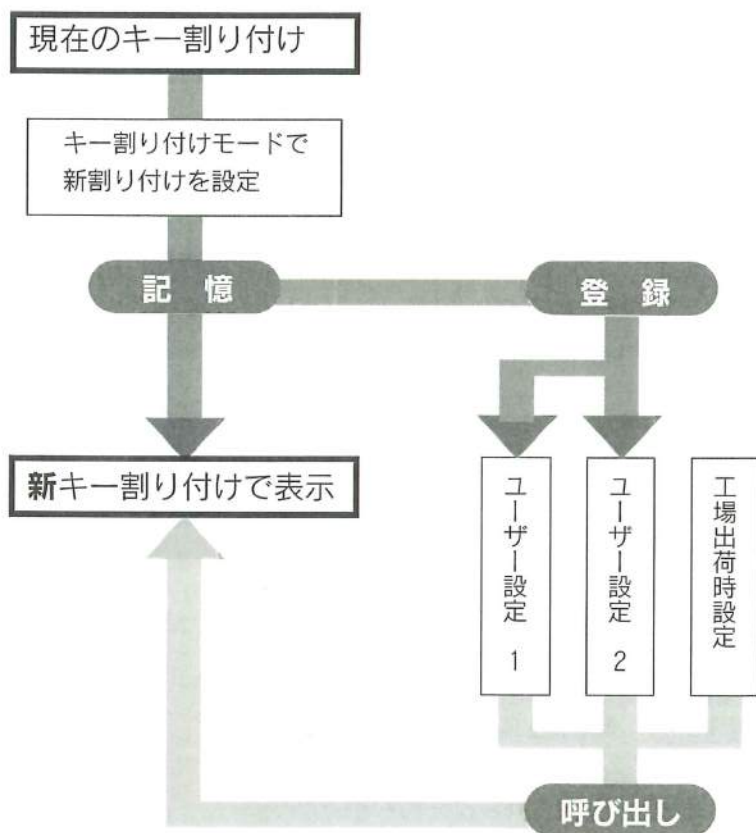 現在のキー割り付け
キー割り付けモードで
新割り付けを設定
記 憶
登 録
新キー割り付けで表示
ユーザー設定 1
ユーザー設定 2
工場出荷時設定
呼び出し